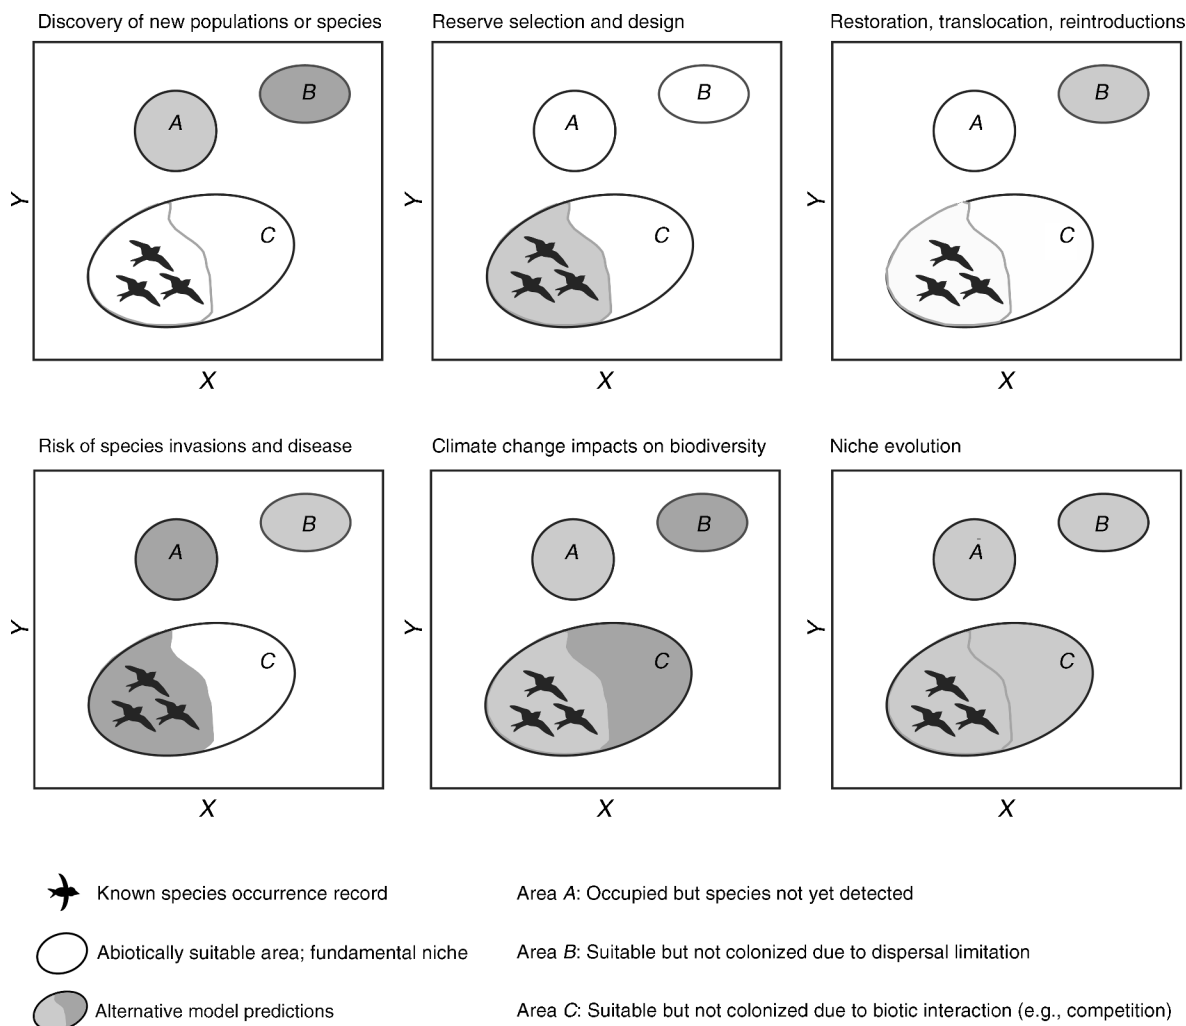 Discovery of new populations or species
Reserve selection and design
Restoration, translocation, reintroductions
A
B
C
Y
X
A
B
C
Y
X
A
B
C
Y
X
Risk of species invasions and disease
Climate change impacts on biodiversity
Niche evolution
A
B
C
Y
X
A
B
C
Y
X
A
B
C
Y
X
Known species occurrence record
Area A: Occupied but species not yet detected
Abiotically suitable area; fundamental niche
Area B: Suitable but not colonized due to dispersal limitation
Alternative model predictions
Area C: Suitable but not colonized due to biotic interaction (e.g., competition)